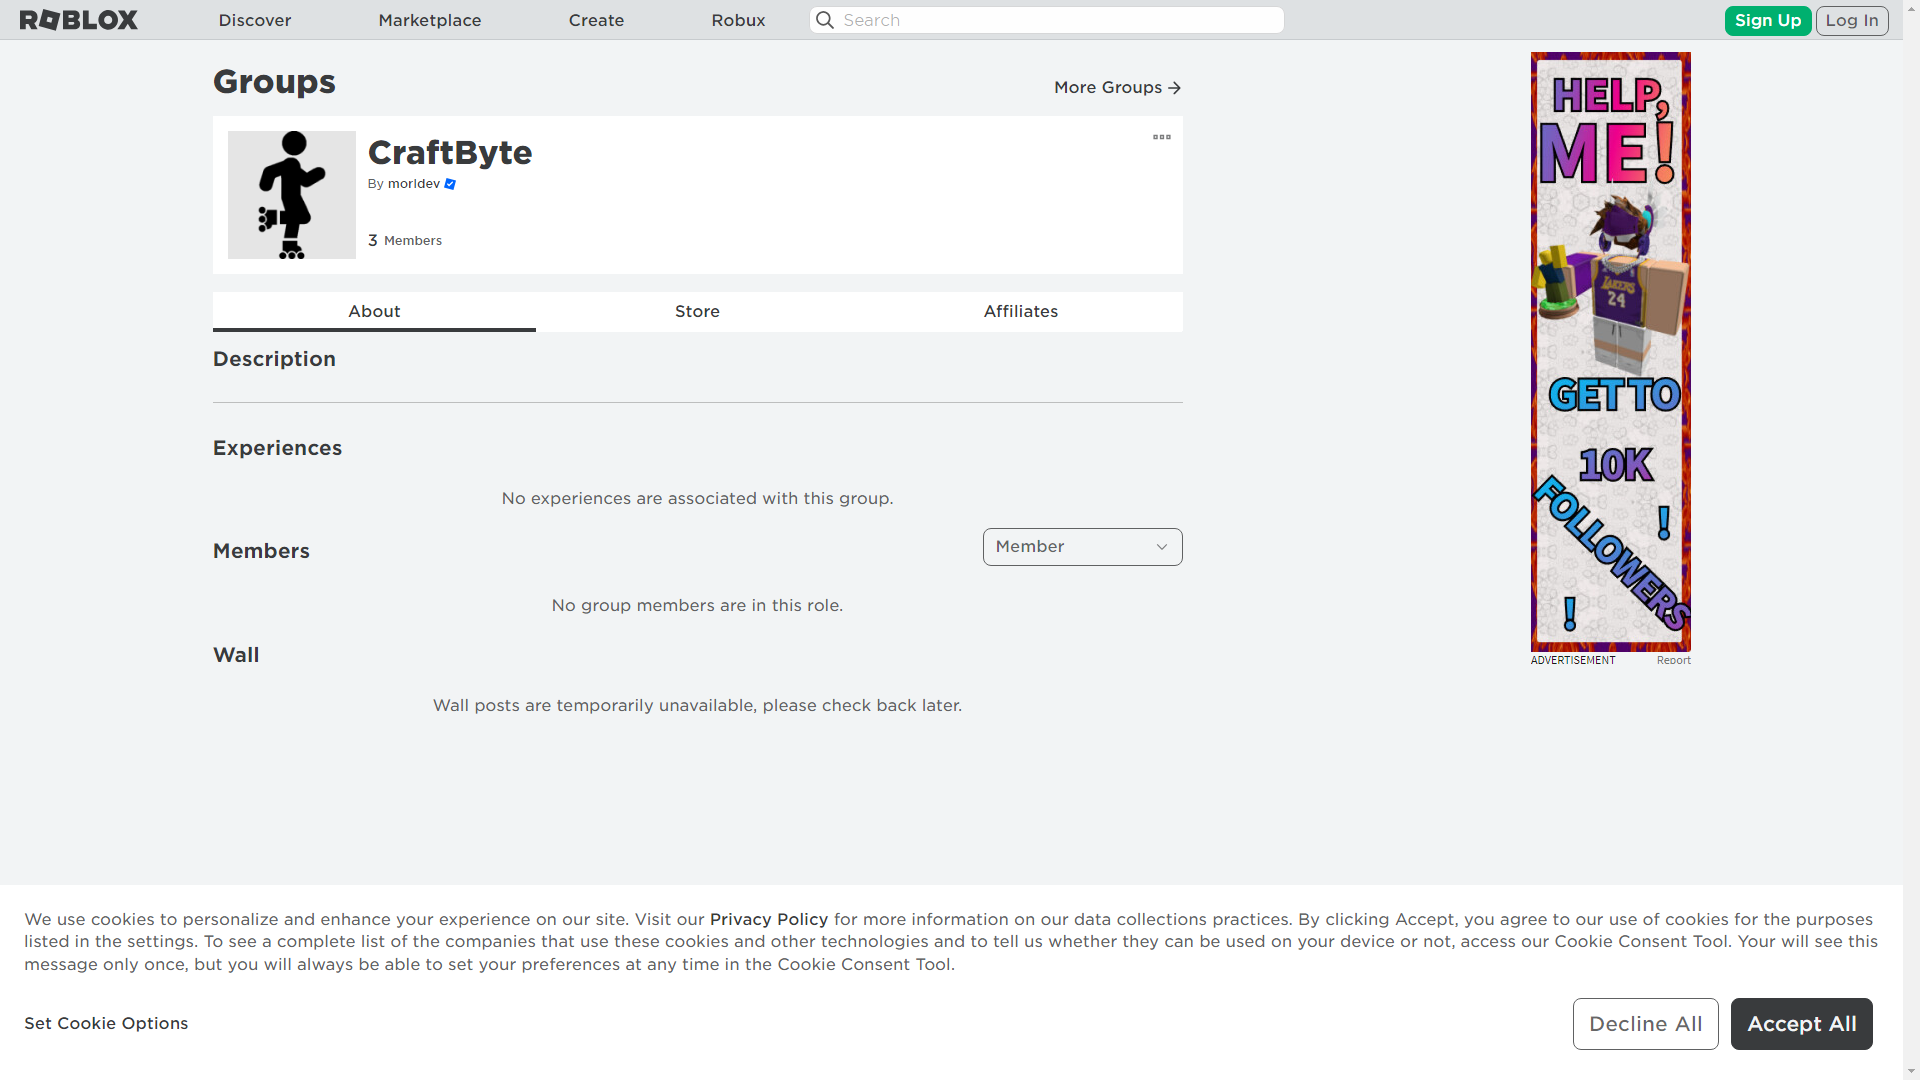 ROBLOX
Discover
Marketplace
Create
Robux
Search
Sign Up
Log In
Groups
More Groups
CraftByte
By morldev
3 Members
About
Store
Affiliates
Description
Experiences
No experiences are associated with this group.
Members
Member
No group members are in this role.
Wall
Wall posts are temporarily unavailable, please check back later.
HELP,
ME!
LAKERS
24
GET TO
10K
FOLLOWERS
!
!
ADVERTISEMENT
Report
We use cookies to personalize and enhance your experience on our site. Visit our Privacy Policy for more information on our data collections practices. By clicking Accept, you agree to our use of cookies for the purposes
listed in the settings. To see a complete list of the companies that use these cookies and other technologies and to tell us whether they can be used on your device or not, access our Cookie Consent Tool. Your will see this
message only once, but you will always be able to set your preferences at any time in the Cookie Consent Tool.
Set Cookie Options
Decline All
Accept All